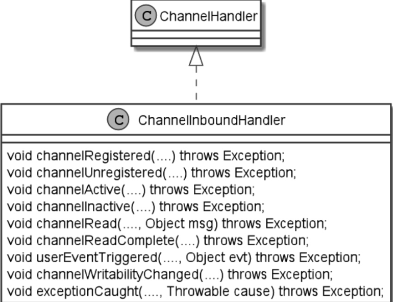 C ChannelHandler
C ChannelInboundHandler
void channelRegistered(....) throws Exception;
void channelUnregistered(....) throws Exception;
void channelActive(....) throws Exception;
void channelInactive(....) throws Exception;
void channelRead(...., Object msg) throws Exception;
void channelReadComplete(....) throws Exception;
void userEventTriggered(...., Object evt) throws Exception;
void channelWritabilityChanged(....) throws Exception;
void exceptionCaught(...., Throwable cause) throws Exception;